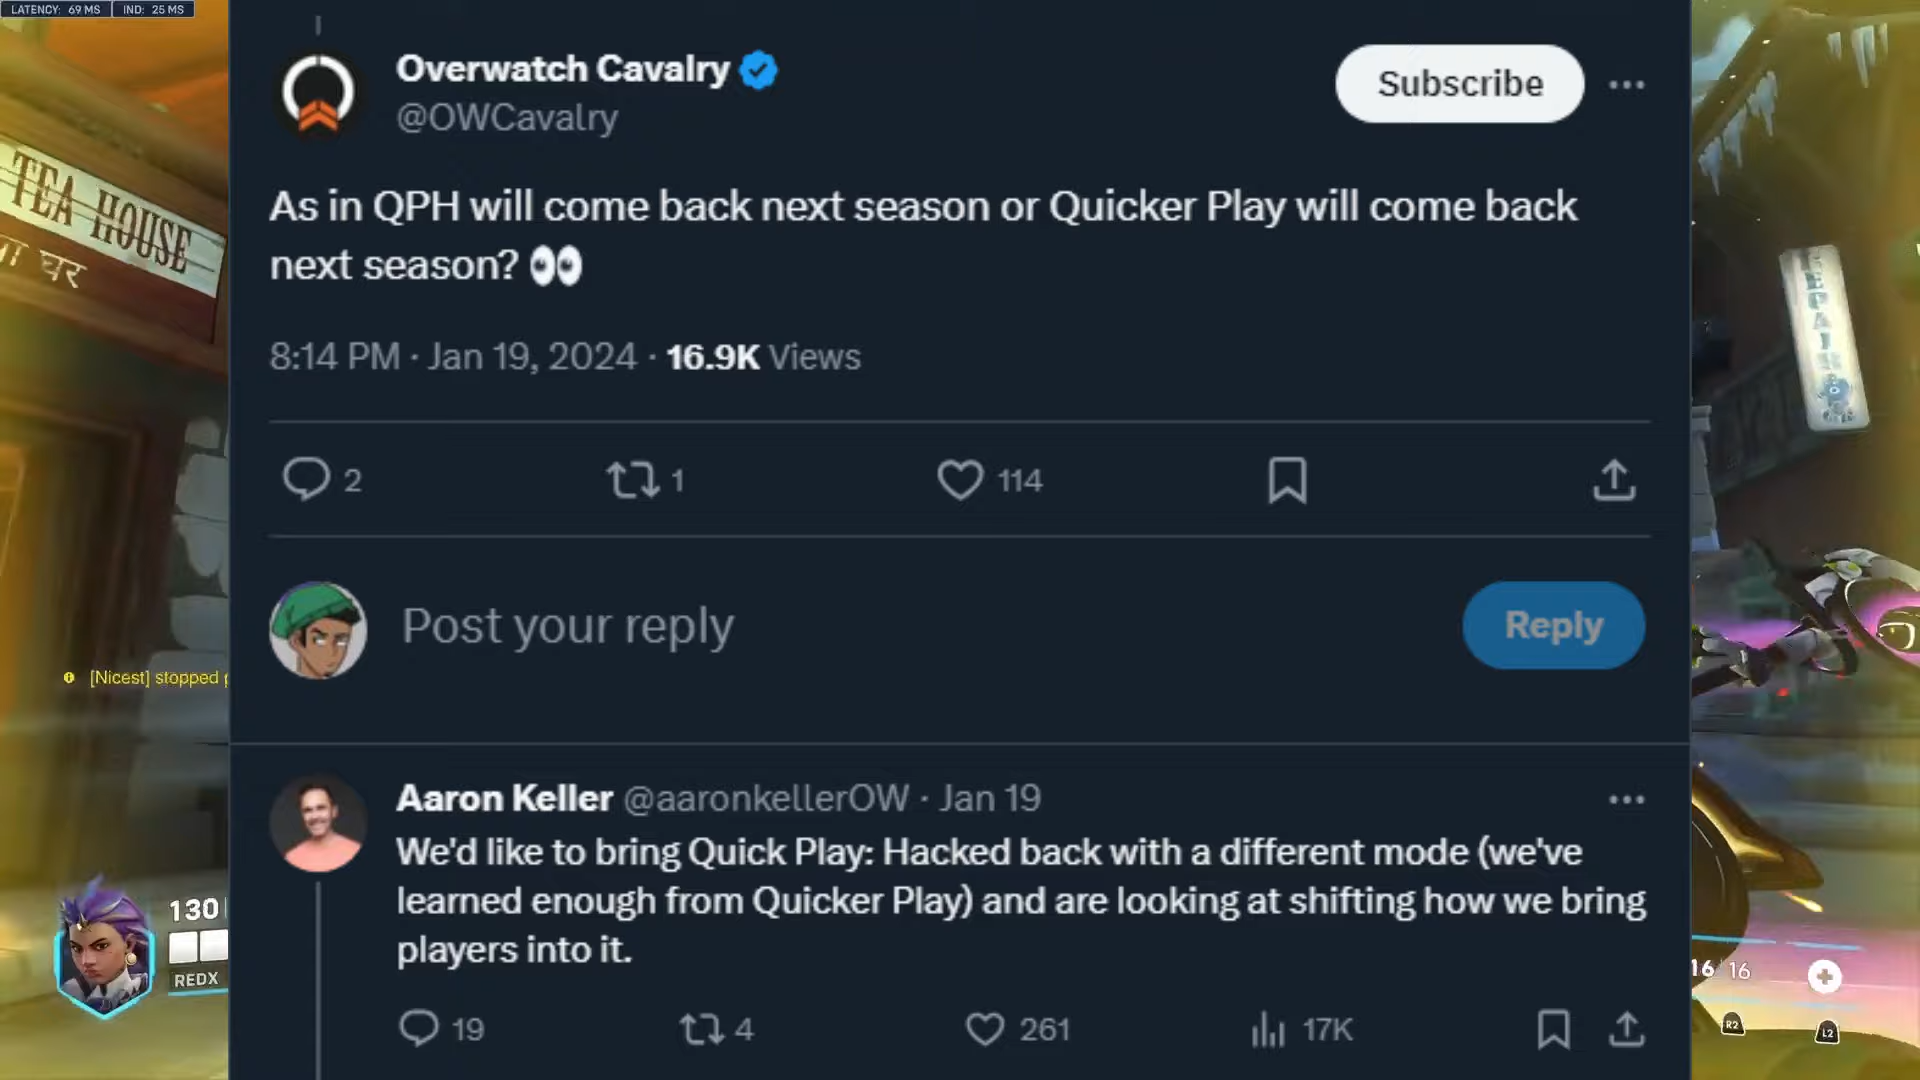 LATENCY: 69 MS IND: 25 MS
Overwatch Cavalry
@OWCavalry
Subscribe
As in QPH will come back next season or Quicker Play will come back
next season? 👀
8:14 PM · Jan 19, 2024 · 16.9K Views
2 1 114
Post your reply
Reply
Aaron Keller @aaronkellerOW · Jan 19
We'd like to bring Quick Play: Hacked back with a different mode (we've
learned enough from Quicker Play) and are looking at shifting how we bring
players into it.
19 4 261 17K
TEA HOUSE
घर
[Nicest] stopped
130
REDX
16 16
R2 L2